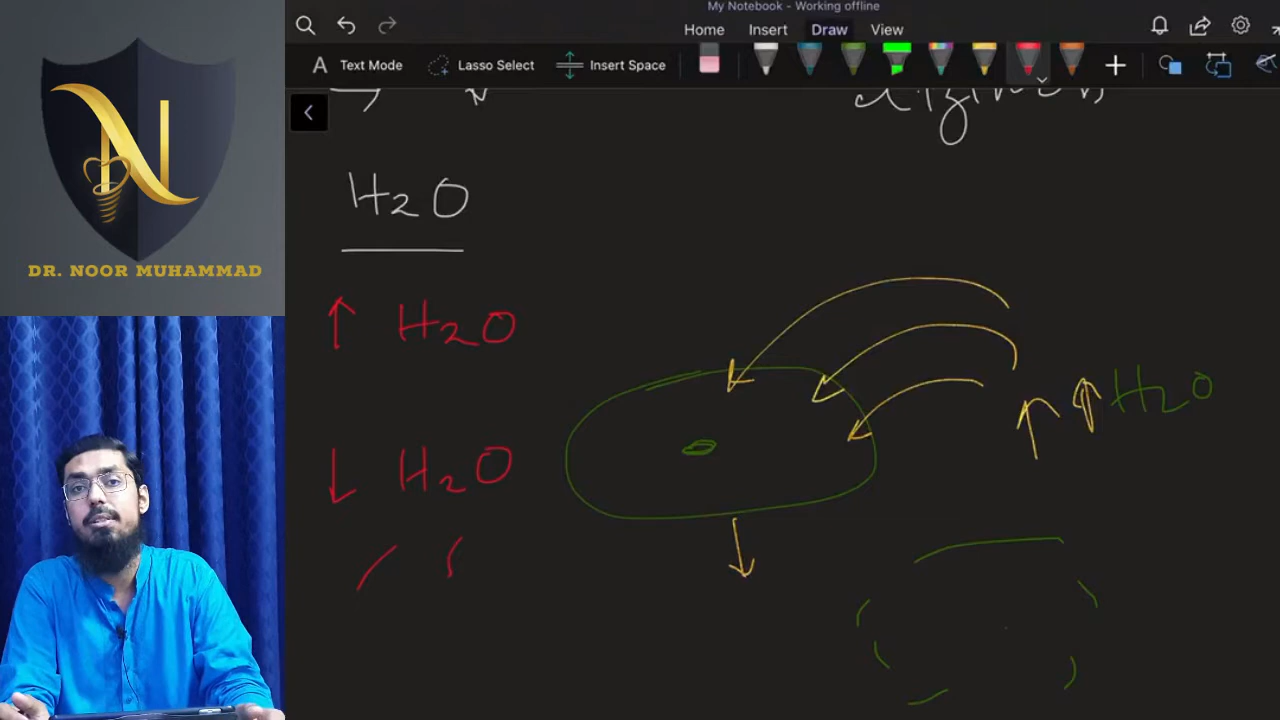 My Notebook - Working offline
Home Insert Draw View
A Text Mode Lasso Select Insert Space
N
DR. NOOR MUHAMMAD
H2O
↑ H2O
↑ ↑ H2O
↓ H2O